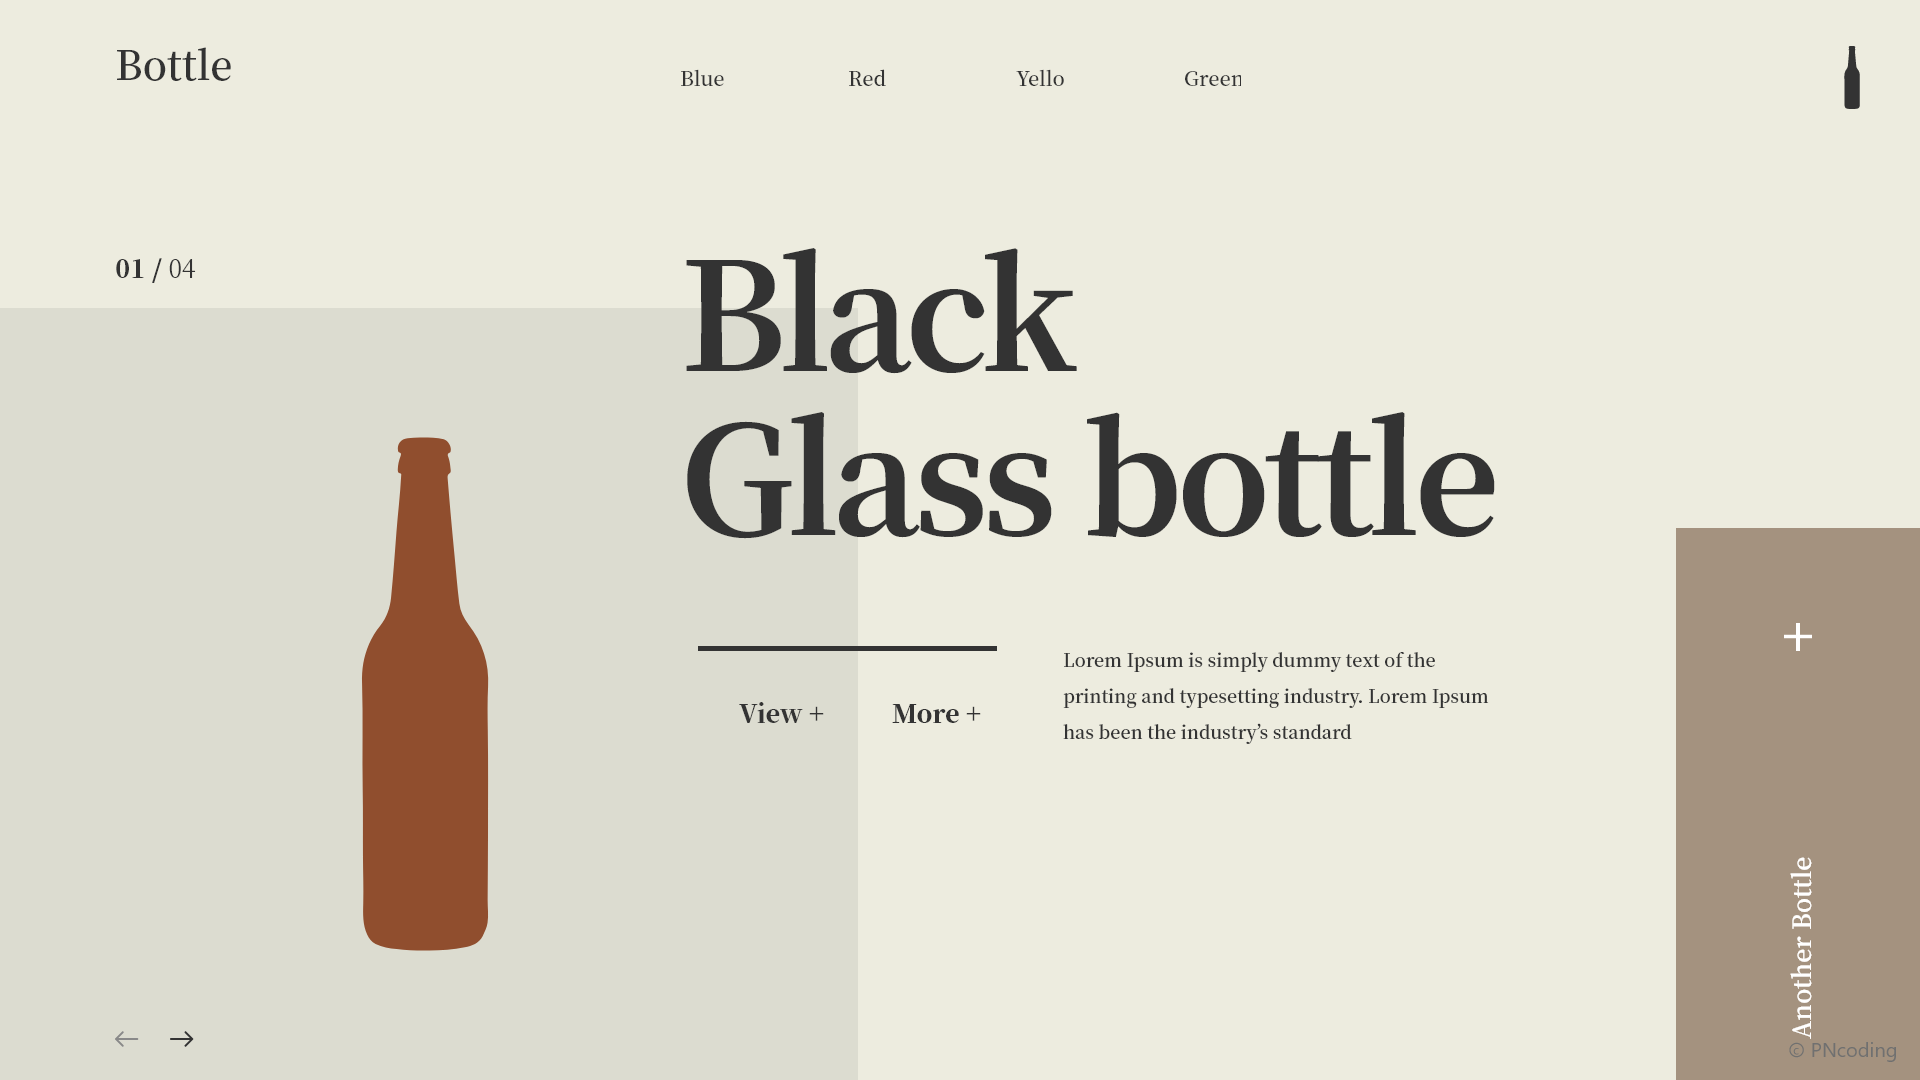 Bottle
Blue
Red
Yello
Green
01 / 04
Black
Glass bottle
View +
More +
Lorem Ipsum is simply dummy text of the
printing and typesetting industry. Lorem Ipsum
has been the industry’s standard
+
Another Bottle
© PNcoding